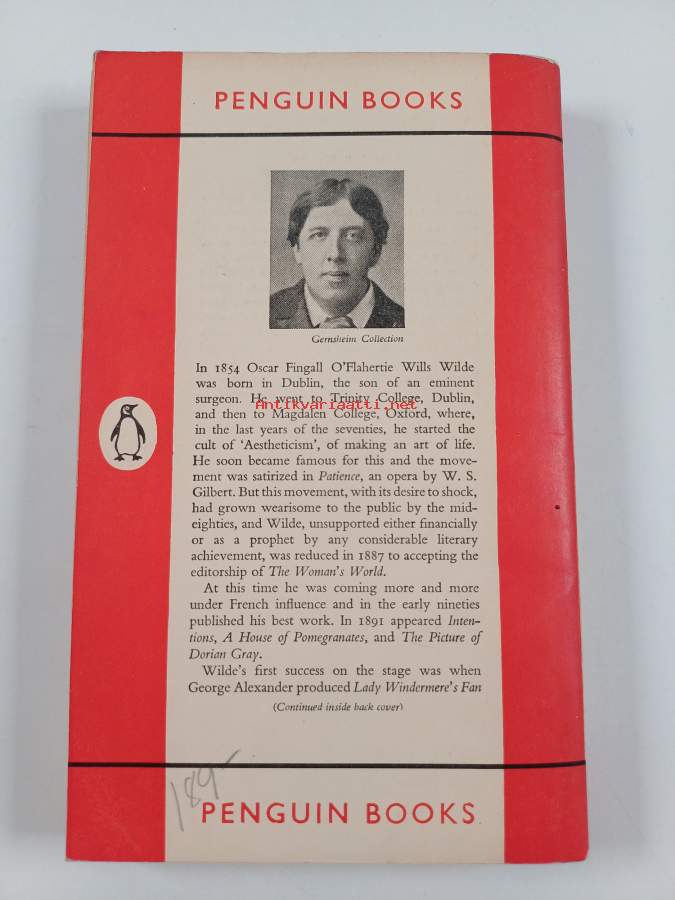 PENGUIN BOOKS
Gernsheim Collection
In 1854 Oscar Fingall O'Flahertie Wills Wilde
was born in Dublin, the son of an eminent
surgeon. He went to Trinity College, Dublin,
Antikvariaatti.net
and then to Magdalen College, Oxford, where,
in the last years of the seventies, he started the
cult of 'Aestheticism', of making an art of life.
He soon became famous for this and the move-
ment was satirized in Patience, an opera by W. S.
Gilbert. But this movement, with its desire to shock,
had grown wearisome to the public by the mid-
eighties, and Wilde, unsupported either financially
or as a prophet by any considerable literary
achievement, was reduced in 1887 to accepting the
editorship of The Woman's World.
At this time he was coming more and more
under French influence and in the early nineties
published his best work. In 1891 appeared Inten-
tions, A House of Pomegranates, and The Picture of
Dorian Gray.
Wilde's first success on the stage was when
George Alexander produced Lady Windermere's Fan
(Continued inside back cover)
189-
PENGUIN BOOKS